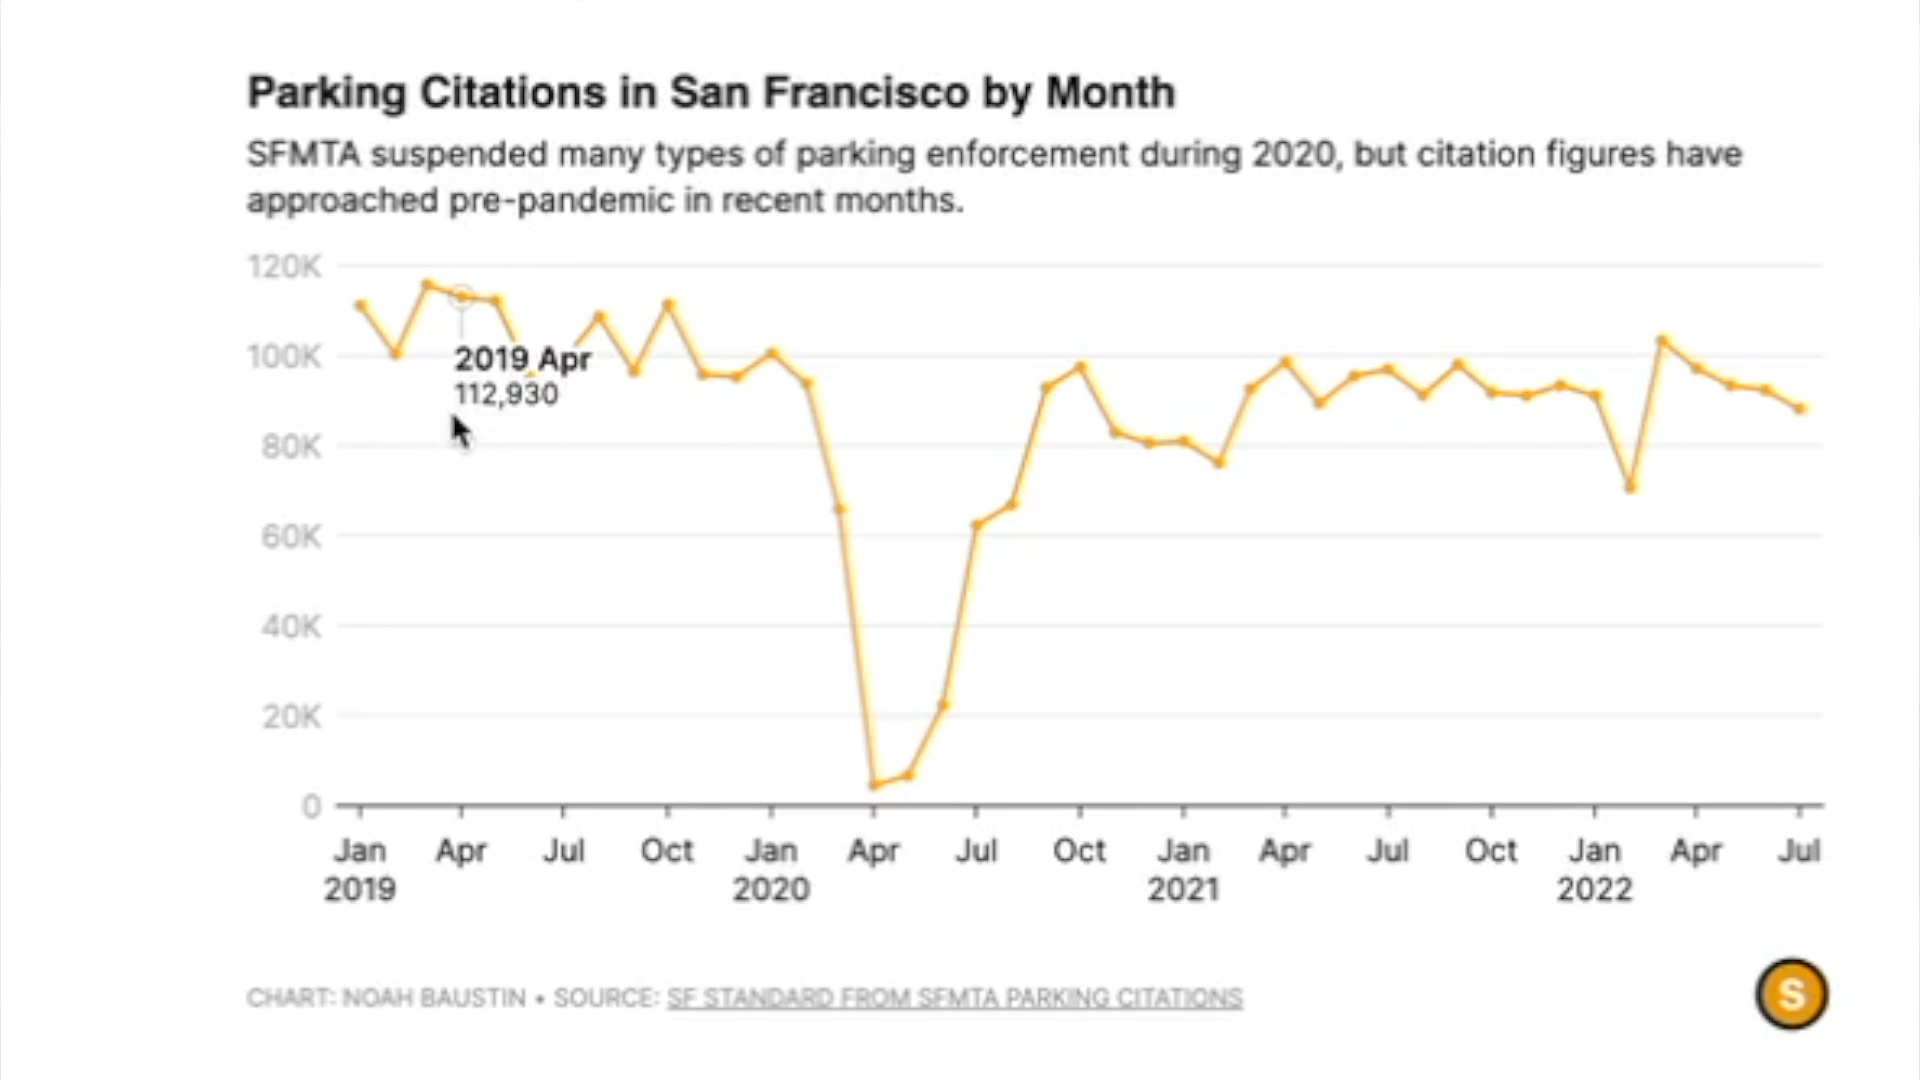 Parking Citations in San Francisco by Month
SFMTA suspended many types of parking enforcement during 2020, but citation figures have
approached pre-pandemic in recent months.
120K
100K
80K
60K
40K
20K
0
2019 Apr
112,930
Jan Apr Jul Oct Jan Apr Jul Oct Jan Apr Jul Oct Jan Apr Jul
2019 2020 2021 2022
CHART: NOAH BAUSTIN • SOURCE: SF STANDARD FROM SFMTA PARKING CITATIONS
S